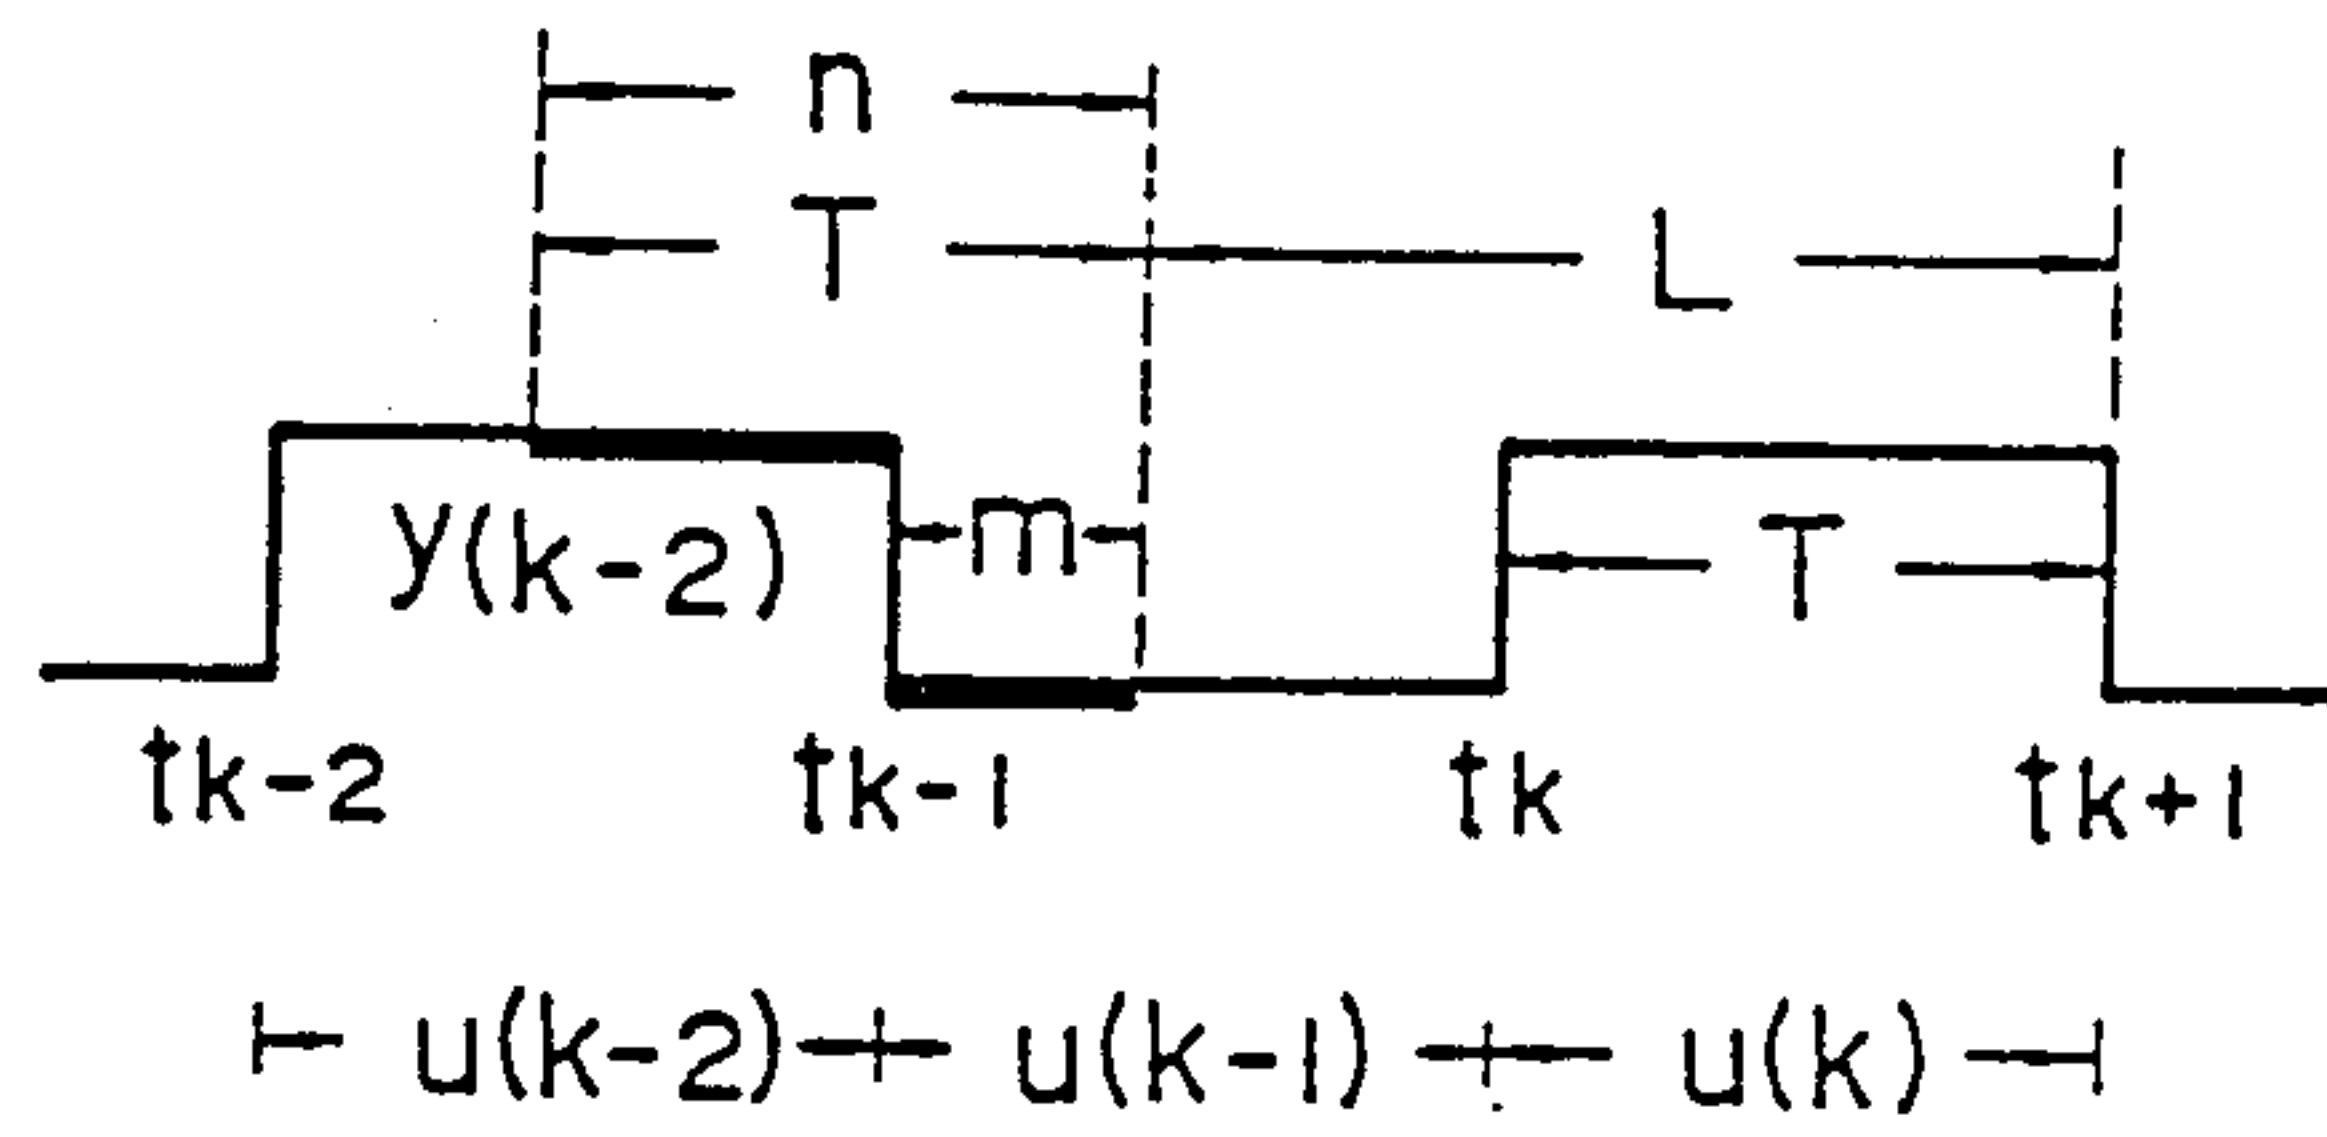 n
T L
y(k-2) m T
tk-2 tk-1 tk tk+1
u(k-2) u(k-1) u(k)